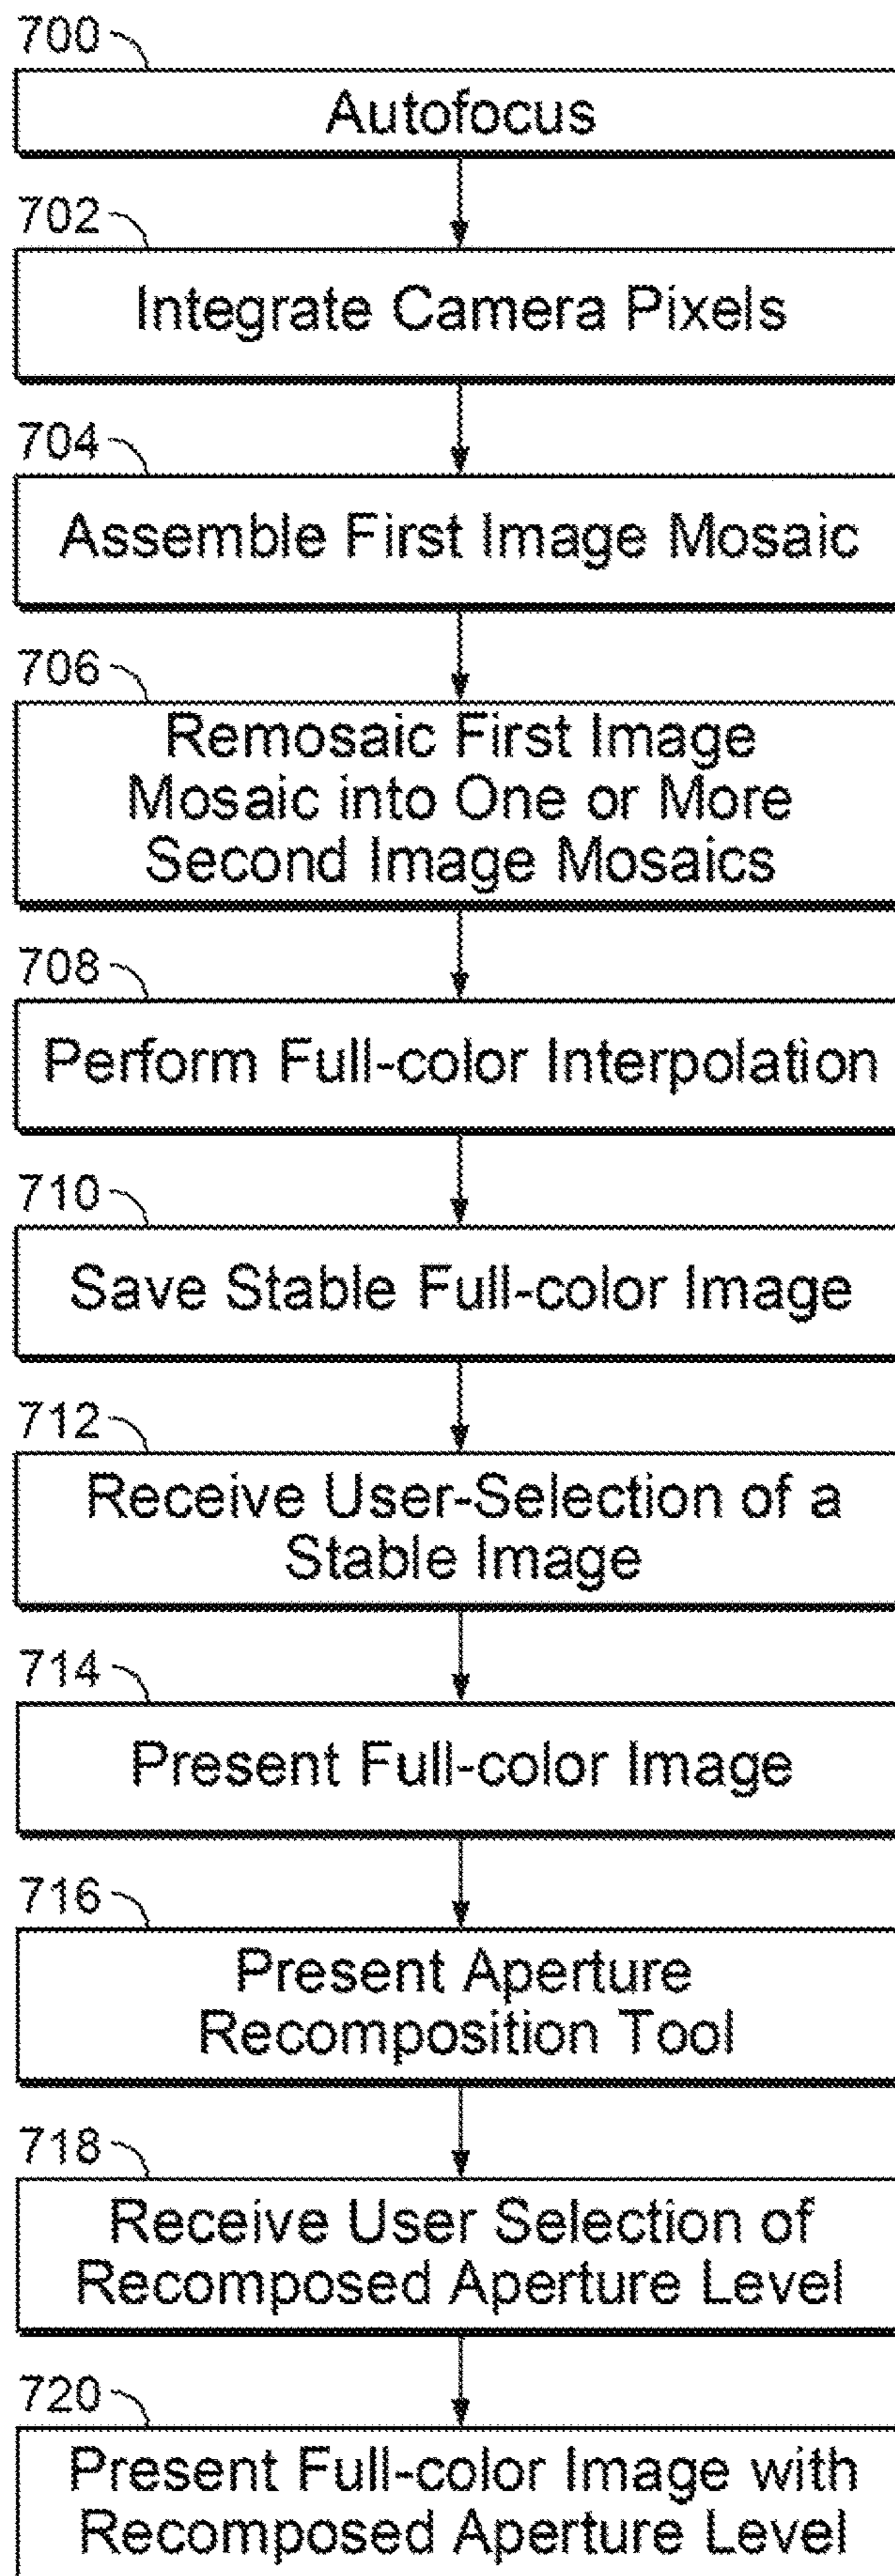 700
Autofocus
702
Integrate Camera Pixels
704
Assemble First Image Mosaic
706
Remosaic First Image
Mosaic into One or More
Second Image Mosaics
708
Perform Full-color Interpolation
710
Save Stable Full-color Image
712
Receive User-Selection of a
Stable Image
714
Present Full-color Image
716
Present Aperture
Recomposition Tool
718
Receive User Selection of
Recomposed Aperture Level
720
Present Full-color Image with
Recomposed Aperture Level